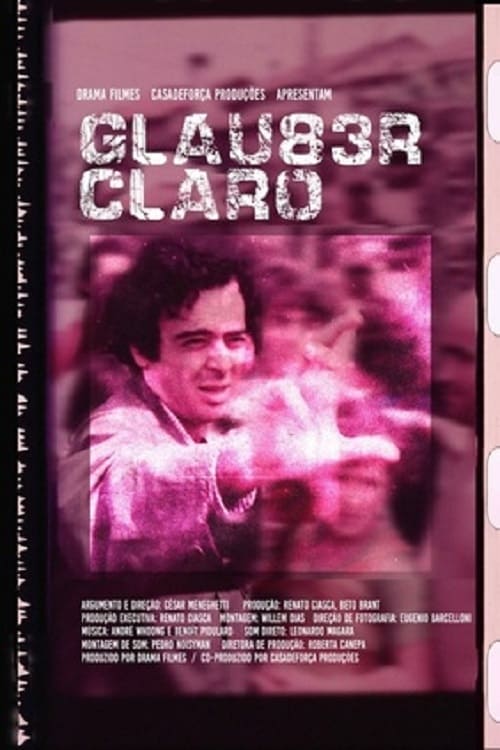 DRAMA FILMES CASADEFORÇA PRODUÇÕES APRESENTAM
GLAU83R
CLARO
ARGUMENTO E DIREÇÃO: CÉSAR MENEGHETTI PRODUÇÃO: RENATO CIASCA, BETO BRANT
PRODUÇÃO EXECUTIVA: RENATO CIASCA MONTAGEM: WILLEM DIAS DIREÇÃO DE FOTOGRAFIA: EUGENIO BARCELLONI
MÚSICA: ANDRÉ WHOONG E BENOIT PIOULARD SOM DIRETO: LEONARDO MAGARA
MONTAGEM DE SOM: PEDRO NOISYMAN DIRETORA DE PRODUÇÃO: ROBERTA CANEPA
PRODUZIDO POR DRAMA FILMES / CO-PRODUZIDO POR CASADEFORÇA PRODUÇÕES